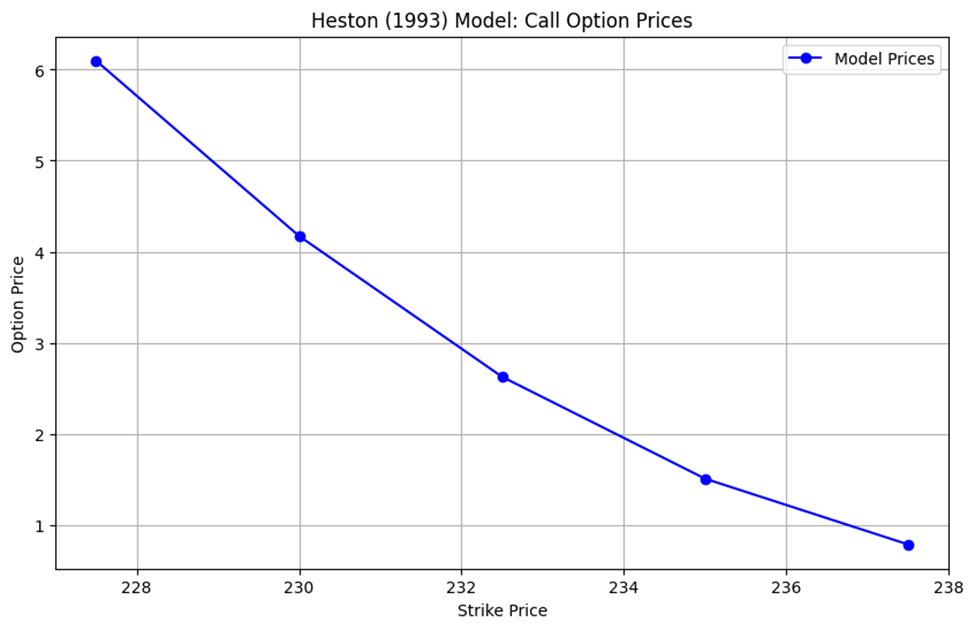 Heston (1993) Model: Call Option Prices
Model Prices
Option Price
6
5
4
3
2
1
228 230 232 234 236 238
Strike Price